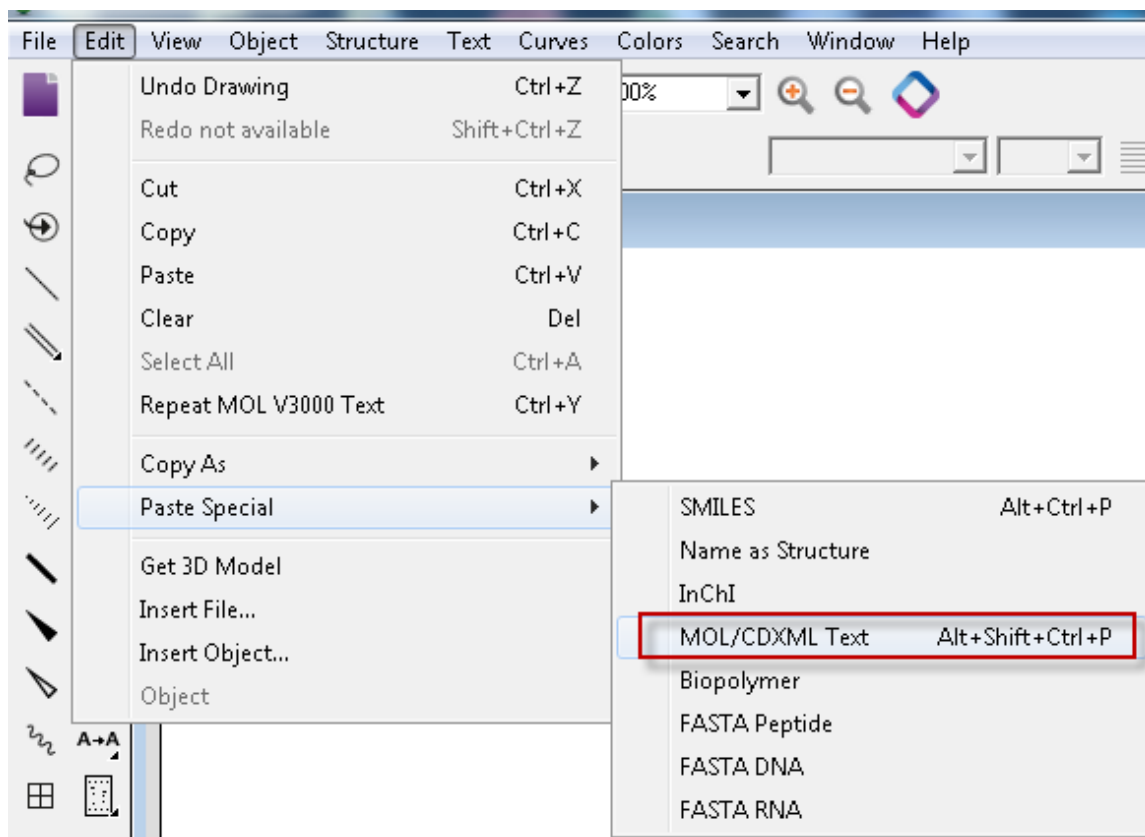 File Edit View Object Structure Text Curves Colors Search Window Help
Undo Drawing Ctrl+Z
Redo not available Shift+Ctrl+Z
Cut Ctrl+X
Copy Ctrl+C
Paste Ctrl+V
Clear Del
Select All Ctrl+A
Repeat MOL V3000 Text Ctrl+Y
Copy As
Paste Special
Get 3D Model
Insert File...
Insert Object...
Object
SMILES Alt+Ctrl+P
Name as Structure
InChI
MOL/CDXML Text Alt+Shift+Ctrl+P
Biopolymer
FASTA Peptide
FASTA DNA
FASTA RNA
A→A